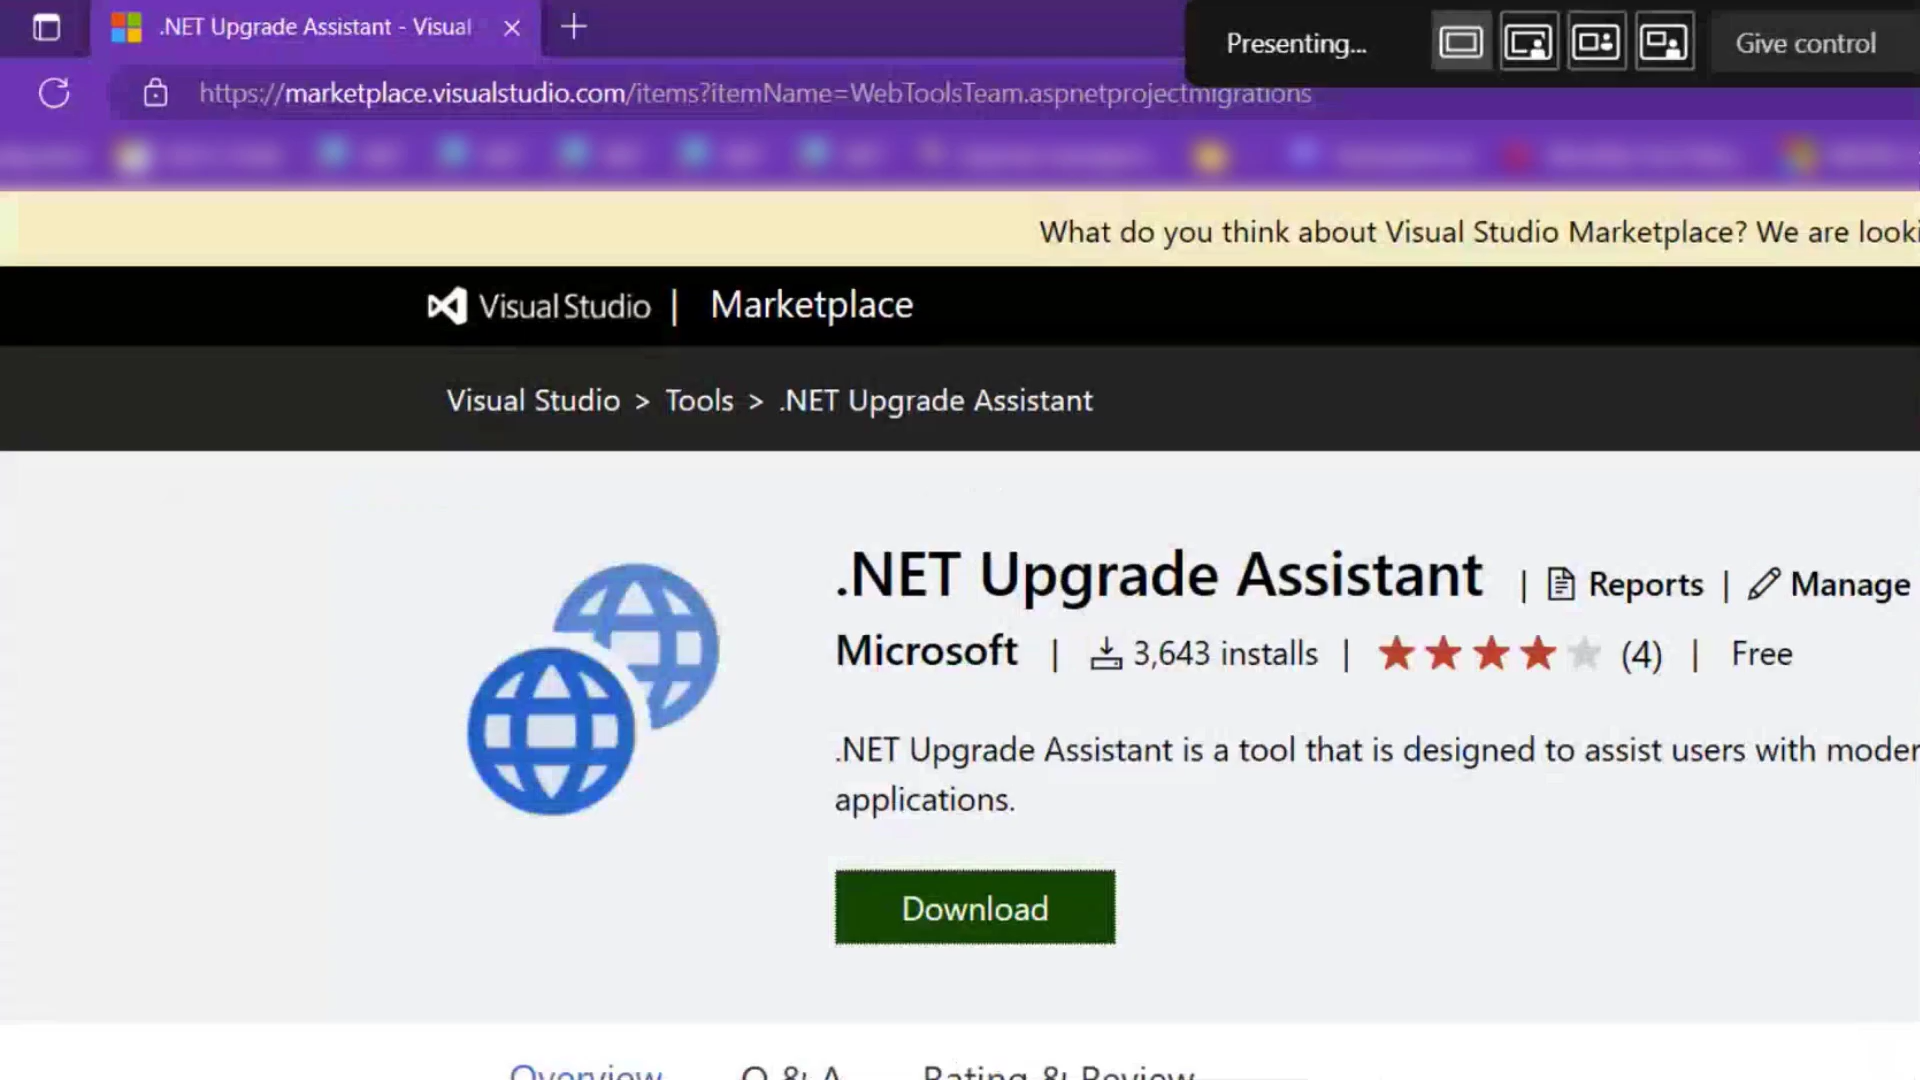 .NET Upgrade Assistant - Visual
Presenting...
Give control
https://marketplace.visualstudio.com/items?itemName=WebToolsTeam.aspnetprojectmigrations
What do you think about Visual Studio Marketplace? We are looki
Visual Studio | Marketplace
Visual Studio > Tools > .NET Upgrade Assistant
.NET Upgrade Assistant | Reports | Manage
Microsoft | 3,643 installs | (4) | Free
.NET Upgrade Assistant is a tool that is designed to assist users with moder
applications.
Download
Overview Q & A Rating & Review